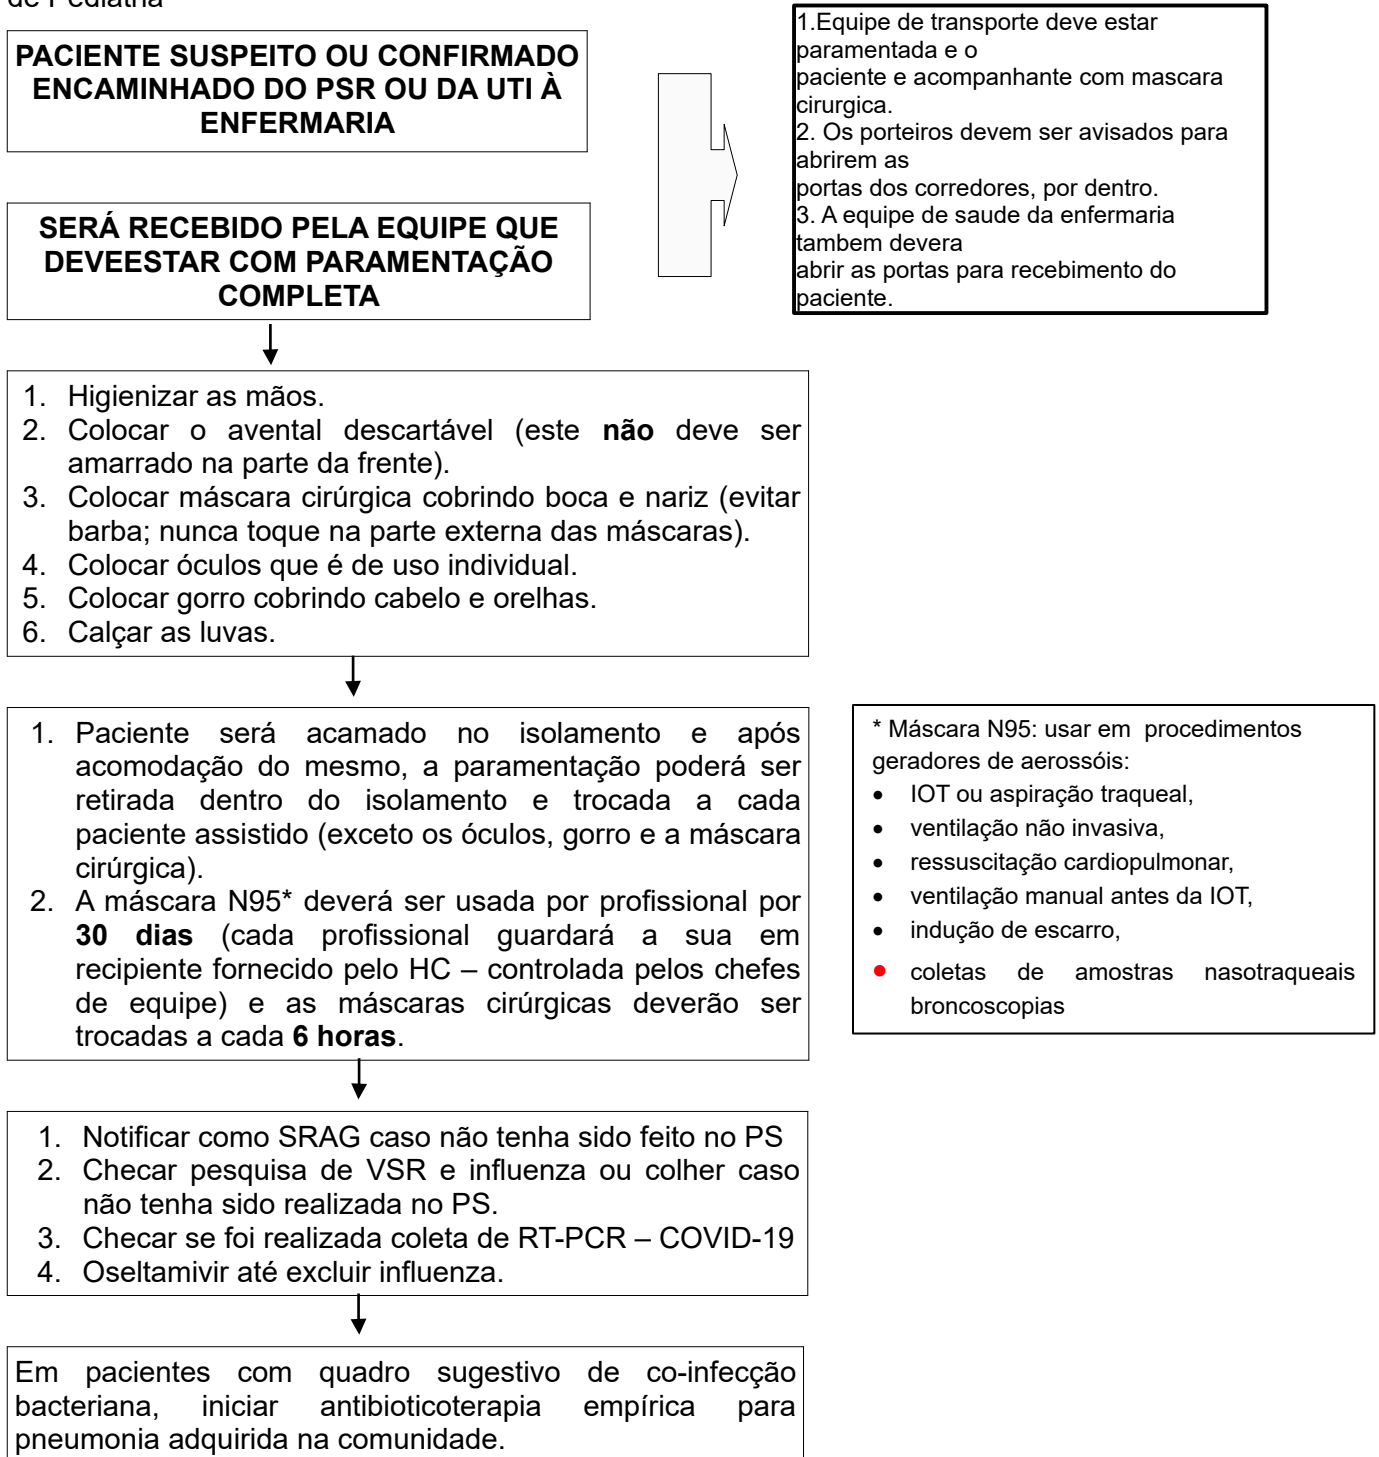 de Pediatria
PACIENTE SUSPEITO OU CONFIRMADO
ENCAMINHADO DO PSR OU DA UTI À
ENFERMARIA
1.Equipe de transporte deve estar
paramentada e o
paciente e acompanhante com mascara
cirurgica.
2. Os porteiros devem ser avisados para
abrirem as
portas dos corredores, por dentro.
3. A equipe de saude da enfermaria
tambem devera
abrir as portas para recebimento do
paciente.
SERÁ RECEBIDO PELA EQUIPE QUE
DEVEESTAR COM PARAMENTAÇÃO
COMPLETA
1. Higienizar as mãos.
2. Colocar o avental descartável (este não deve ser
amarrado na parte da frente).
3. Colocar máscara cirúrgica cobrindo boca e nariz (evitar
barba; nunca toque na parte externa das máscaras).
4. Colocar óculos que é de uso individual.
5. Colocar gorro cobrindo cabelo e orelhas.
6. Calçar as luvas.
1. Paciente será acamado no isolamento e após
acomodação do mesmo, a paramentação poderá ser
retirada dentro do isolamento e trocada a cada
paciente assistido (exceto os óculos, gorro e a máscara
cirúrgica).
2. A máscara N95* deverá ser usada por profissional por
30 dias (cada profissional guardará a sua em
recipiente fornecido pelo HC – controlada pelos chefes
de equipe) e as máscaras cirúrgicas deverão ser
trocadas a cada 6 horas.
* Máscara N95: usar em procedimentos
geradores de aerossóis:
• IOT ou aspiração traqueal,
• ventilação não invasiva,
• ressuscitação cardiopulmonar,
• ventilação manual antes da IOT,
• indução de escarro,
• coletas de amostras nasotraqueais
broncoscopias
1. Notificar como SRAG caso não tenha sido feito no PS
2. Checar pesquisa de VSR e influenza ou colher caso
não tenha sido realizada no PS.
3. Checar se foi realizada coleta de RT-PCR – COVID-19
4. Oseltamivir até excluir influenza.
Em pacientes com quadro sugestivo de co-infecção
bacteriana, iniciar antibioticoterapia empírica para
pneumonia adquirida na comunidade.